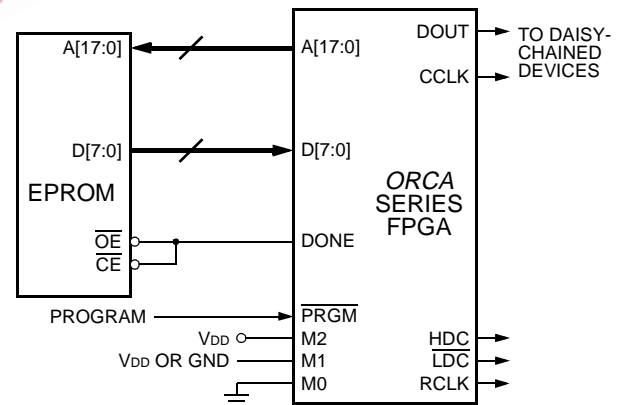 A[17:0]
D[7:0]
EPROM
OE
CE
A[17:0]
D[7:0]
DONE
ORCA
SERIES
FPGA
DOUT
CCLK
TO DAISY-
CHAINED
DEVICES
PROGRAM
PRGM
VDD
M2
VDD OR GND
M1
M0
HDC
LDC
RCLK